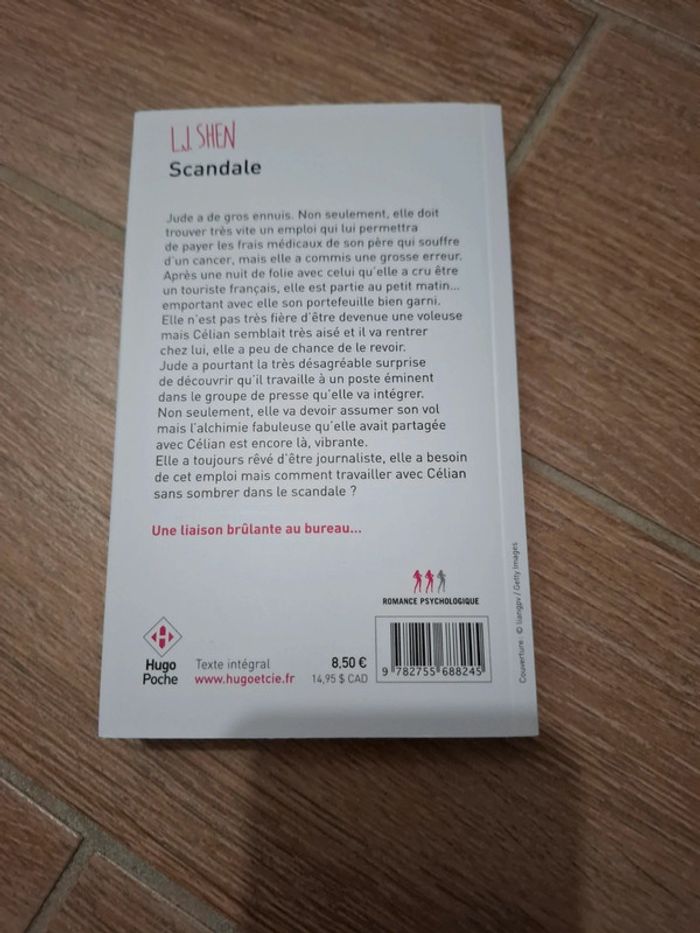 L.J. SHEN
Scandale
Jude a de gros ennuis. Non seulement, elle doit
trouver très vite un emploi qui lui permettra
de payer les frais médicaux de son père qui souffre
d'un cancer, mais elle a commis une grosse erreur.
Après une nuit de folie avec celui qu'elle a cru être
un touriste français, elle est partie au petit matin...
emportant avec elle son portefeuille bien garni.
Elle n'est pas très fière d'être devenue une voleuse
mais Célian semblait très aisé et il va rentrer
chez lui, elle a peu de chance de le revoir.
Jude a pourtant la très désagréable surprise
de découvrir qu'il travaille à un poste éminent
dans le groupe de presse qu'elle va intégrer.
Non seulement, elle va devoir assumer son vol
mais l'alchimie fabuleuse qu'elle avait partagée
avec Célian est encore là, vibrante.
Elle a toujours rêvé d'être journaliste, elle a besoin
de cet emploi mais comment travailler avec Célian
sans sombrer dans le scandale ?
Une liaison brûlante au bureau...
ROMANCE PSYCHOLOGIQUE
Hugo
Poche
Texte intégral
www.hugoetcie.fr
8,50 €
14,95 $ CAD
9 782755 688245
Couverture : © liangpv / Getty Images